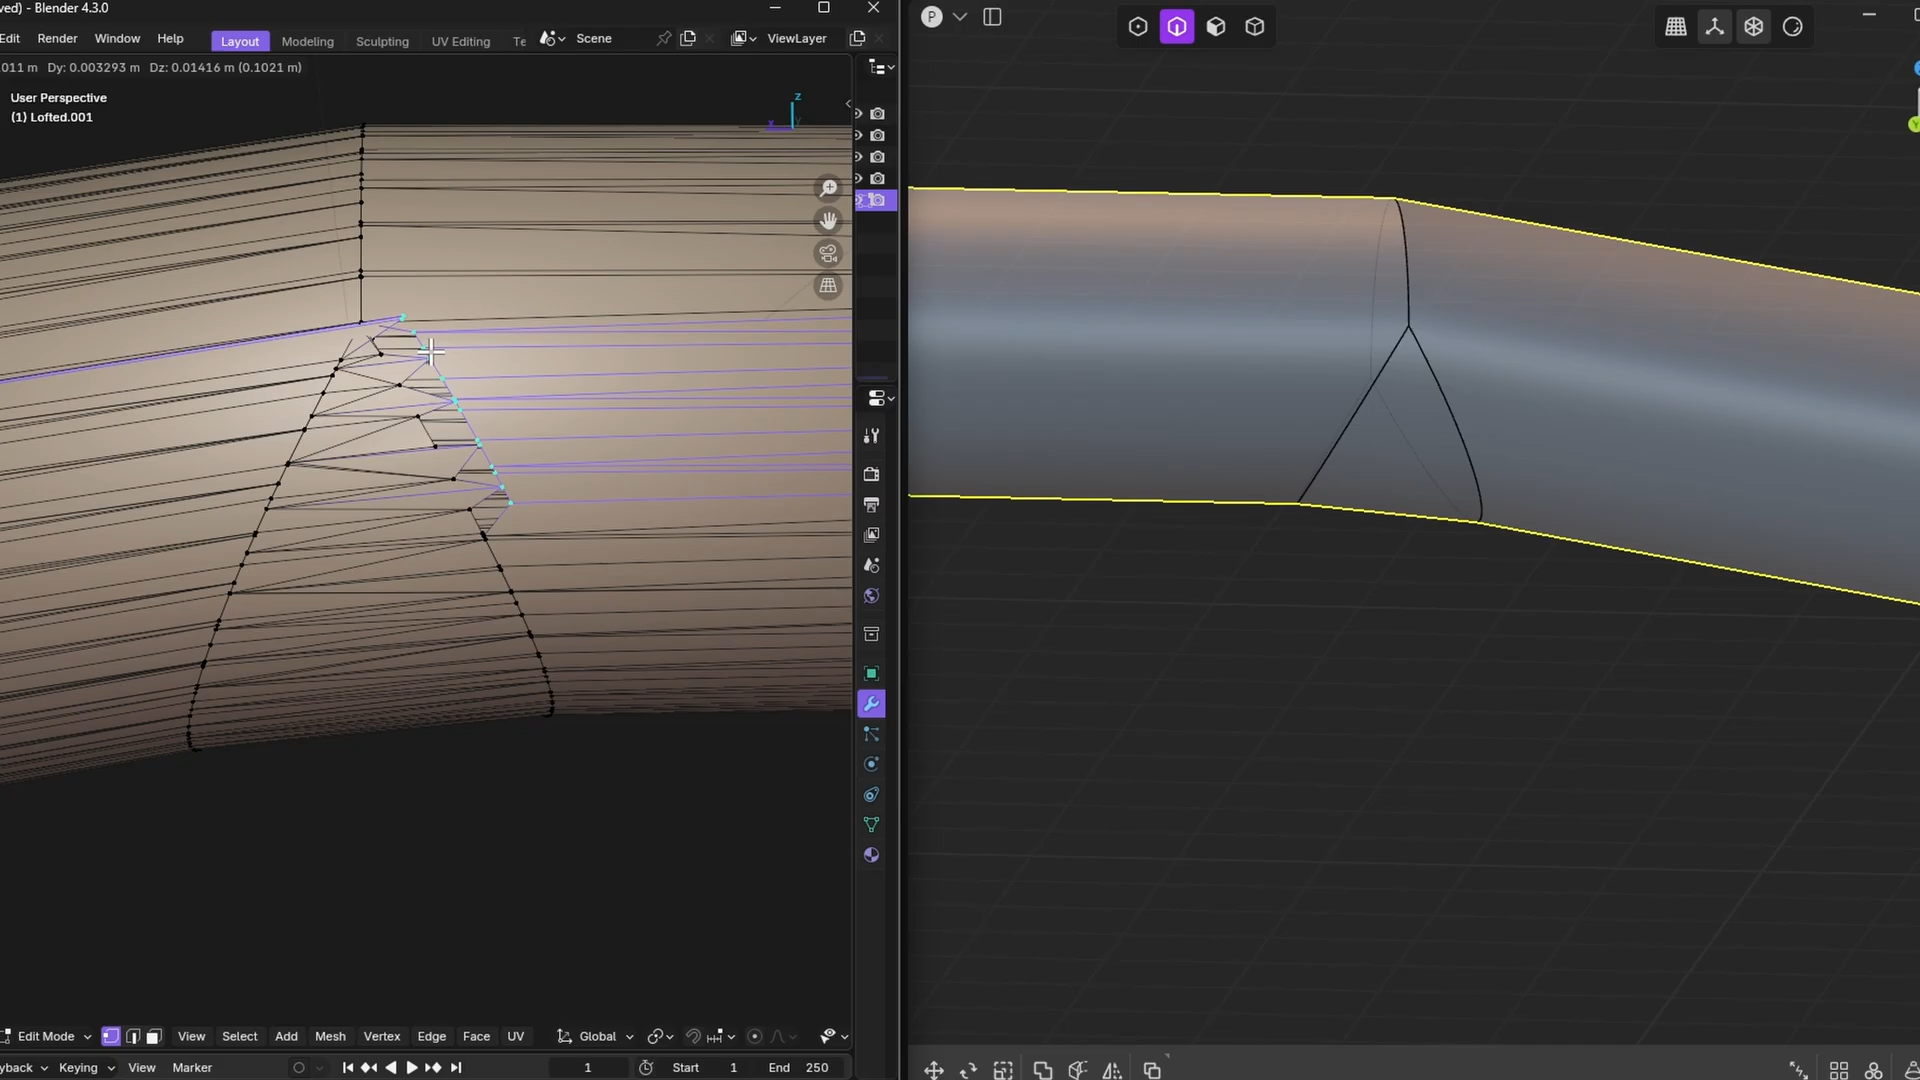 ved) - Blender 4.3.0
Edit Render Window Help Layout Modeling Sculpting UV Editing Te Scene ViewLayer
.011 m Dy: 0.003293 m Dz: 0.01416 m (0.1021 m)
User Perspective
(1) Lofted.001
z
x
Y
P
Edit Mode View Select Add Mesh Vertex Edge Face UV Global
yback Keying View Marker 1 Start 1 End 250